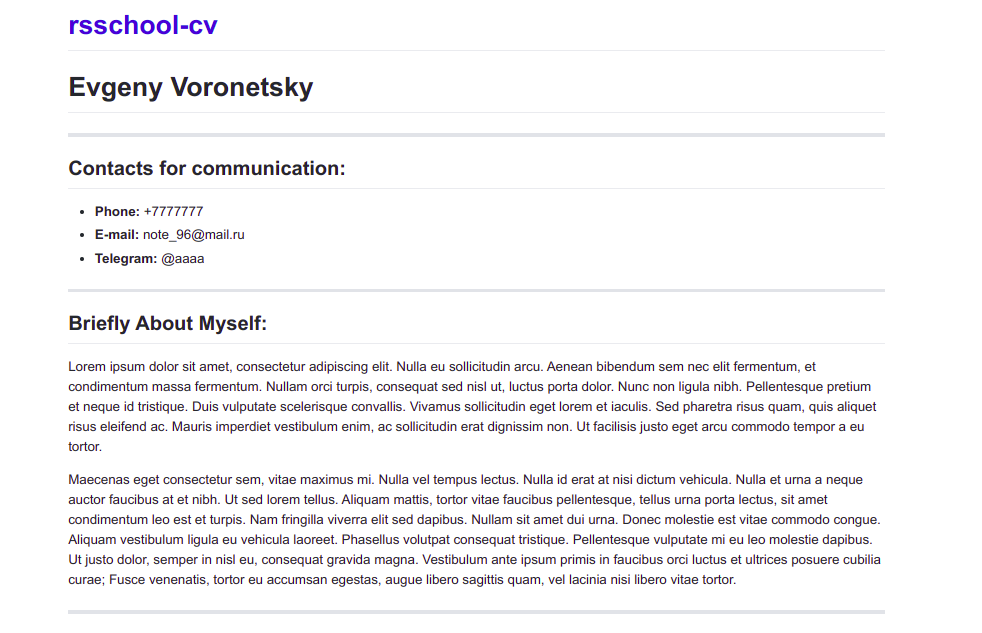 rsschool-cv
Evgeny Voronetsky
Contacts for communication:
• Phone: +7777777
• E-mail: note_96@mail.ru
• Telegram: @aaaa
Briefly About Myself:
Lorem ipsum dolor sit amet, consectetur adipiscing elit. Nulla eu sollicitudin arcu. Aenean bibendum sem nec elit fermentum, et
condimentum massa fermentum. Nullam orci turpis, consequat sed nisl ut, luctus porta dolor. Nunc non ligula nibh. Pellentesque pretium
et neque id tristique. Duis vulputate scelerisque convallis. Vivamus sollicitudin eget lorem et iaculis. Sed pharetra risus quam, quis aliquet
risus eleifend ac. Mauris imperdiet vestibulum enim, ac sollicitudin erat dignissim non. Ut facilisis justo eget arcu commodo tempor a eu
tortor.
Maecenas eget consectetur sem, vitae maximus mi. Nulla vel tempus lectus. Nulla id erat at nisi dictum vehicula. Nulla et urna a neque
auctor faucibus at et nibh. Ut sed lorem tellus. Aliquam mattis, tortor vitae faucibus pellentesque, tellus urna porta lectus, sit amet
condimentum leo est et turpis. Nam fringilla viverra elit sed dapibus. Nullam sit amet dui urna. Donec molestie est vitae commodo congue.
Aliquam vestibulum ligula eu vehicula laoreet. Phasellus volutpat consequat tristique. Pellentesque vulputate mi eu leo molestie dapibus.
Ut justo dolor, semper in nisl eu, consequat gravida magna. Vestibulum ante ipsum primis in faucibus orci luctus et ultrices posuere cubilia
curae; Fusce venenatis, tortor eu accumsan egestas, augue libero sagittis quam, vel lacinia nisi libero vitae tortor.